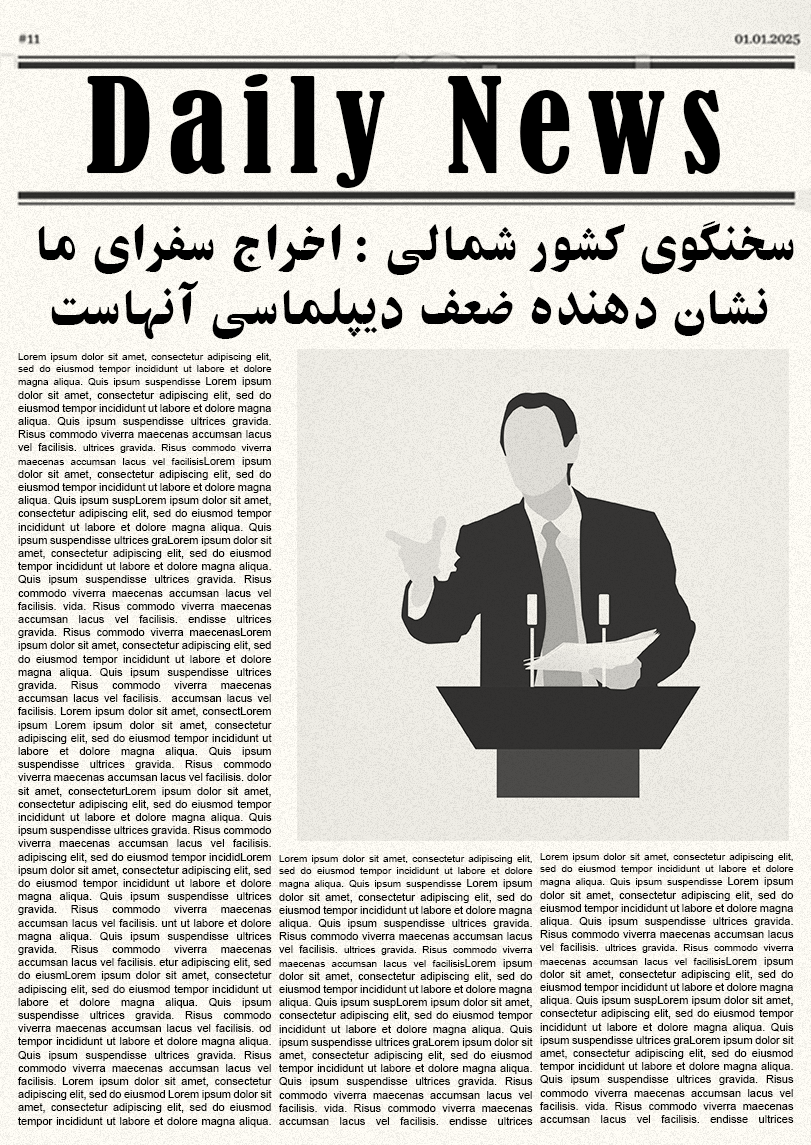 #11
01.01.2025
Daily News
سخنگوی کشور شمالی : اخراج سفرای ما
نشان دهنده ضعف دیپلماسی آنهاست
Lorem ipsum dolor sit amet, consectetur adipiscing elit,
sed do eiusmod tempor incididunt ut labore et dolore
magna aliqua. Quis ipsum suspendisse Lorem ipsum
dolor sit amet, consectetur adipiscing elit, sed do
eiusmod tempor incididunt ut labore et dolore magna
aliqua. Quis ipsum suspendisse ultrices gravida.
Risus commodo viverra maecenas accumsan lacus
vel facilisis. ultrices gravida. Risus commodo viverra
maecenas accumsan lacus vel facilisisLorem ipsum
dolor sit amet, consectetur adipiscing elit, sed do
eiusmod tempor incididunt ut labore et dolore magna
aliqua. Quis ipsum suspLorem ipsum dolor sit amet,
consectetur adipiscing elit, sed do eiusmod tempor
incididunt ut labore et dolore magna aliqua. Quis
ipsum suspendisse ultrices graLorem ipsum dolor sit
amet, consectetur adipiscing elit, sed do eiusmod
tempor incididunt ut labore et dolore magna aliqua.
Quis ipsum suspendisse ultrices gravida. Risus
commodo viverra maecenas accumsan lacus vel
facilisis. vida. Risus commodo viverra maecenas
accumsan lacus vel facilisis. endisse ultrices
gravida. Risus commodo viverra maecenasLorem
ipsum dolor sit amet, consectetur adipiscing elit, sed
do eiusmod tempor incididunt ut labore et dolore
magna aliqua. Quis ipsum suspendisse ultrices
gravida. Risus commodo viverra maecenas
accumsan lacus vel facilisis. accumsan lacus vel
facilisis. Lorem ipsum dolor sit amet, consectLorem
ipsum Lorem ipsum dolor sit amet, consectetur
adipiscing elit, sed do eiusmod tempor incididunt ut
labore et dolore magna aliqua. Quis ipsum
suspendisse ultrices gravida. Risus commodo
viverra maecenas accumsan lacus vel facilisis. dolor
sit amet, consecteturLorem ipsum dolor sit amet,
consectetur adipiscing elit, sed do eiusmod tempor
incididunt ut labore et dolore magna aliqua. Quis
ipsum suspendisse ultrices gravida. Risus commodo
viverra maecenas accumsan lacus vel facilisis.
adipiscing elit, sed do eiusmod tempor incididLorem
ipsum dolor sit amet, consectetur adipiscing elit, sed
do eiusmod tempor incididunt ut labore et dolore
magna aliqua. Quis ipsum suspendisse ultrices
gravida. Risus commodo viverra maecenas
accumsan lacus vel facilisis. unt ut labore et dolore
magna aliqua. Quis ipsum suspendisse ultrices
gravida. Risus commodo viverra maecenas
accumsan lacus vel facilisis. etur adipiscing elit, sed
do eiusmLorem ipsum dolor sit amet, consectetur
adipiscing elit, sed do eiusmod tempor incididunt ut
labore et dolore magna aliqua. Quis ipsum
suspendisse ultrices gravida. Risus commodo
viverra maecenas accumsan lacus vel facilisis. od
tempor incididunt ut labore et dolore magna aliqua.
Quis ipsum suspendisse ultrices gravida. Risus
commodo viverra maecenas accumsan lacus vel
facilisis. Lorem ipsum dolor sit amet, consectetur
adipiscing elit, sed do eiusmod Lorem ipsum dolor sit
amet, consectetur adipiscing elit, sed do eiusmod
tempor incididunt ut labore et dolore magna aliqua.
Lorem ipsum dolor sit amet, consectetur adipiscing elit,
sed do eiusmod tempor incididunt ut labore et dolore
magna aliqua. Quis ipsum suspendisse Lorem ipsum
dolor sit amet, consectetur adipiscing elit, sed do
eiusmod tempor incididunt ut labore et dolore magna
aliqua. Quis ipsum suspendisse ultrices gravida.
Risus commodo viverra maecenas accumsan lacus
vel facilisis. ultrices gravida. Risus commodo viverra
maecenas accumsan lacus vel facilisisLorem ipsum
dolor sit amet, consectetur adipiscing elit, sed do
eiusmod tempor incididunt ut labore et dolore magna
aliqua. Quis ipsum suspLorem ipsum dolor sit amet,
consectetur adipiscing elit, sed do eiusmod tempor
incididunt ut labore et dolore magna aliqua. Quis
ipsum suspendisse ultrices graLorem ipsum dolor sit
amet, consectetur adipiscing elit, sed do eiusmod
tempor incididunt ut labore et dolore magna aliqua.
Quis ipsum suspendisse ultrices gravida. Risus
commodo viverra maecenas accumsan lacus vel
facilisis. vida. Risus commodo viverra maecenas
accumsan lacus vel facilisis. endisse ultrices
Lorem ipsum dolor sit amet, consectetur adipiscing elit,
sed do eiusmod tempor incididunt ut labore et dolore
magna aliqua. Quis ipsum suspendisse Lorem ipsum
dolor sit amet, consectetur adipiscing elit, sed do
eiusmod tempor incididunt ut labore et dolore magna
aliqua. Quis ipsum suspendisse ultrices gravida.
Risus commodo viverra maecenas accumsan lacus
vel facilisis. ultrices gravida. Risus commodo viverra
maecenas accumsan lacus vel facilisisLorem ipsum
dolor sit amet, consectetur adipiscing elit, sed do
eiusmod tempor incididunt ut labore et dolore magna
aliqua. Quis ipsum suspLorem ipsum dolor sit amet,
consectetur adipiscing elit, sed do eiusmod tempor
incididunt ut labore et dolore magna aliqua. Quis
ipsum suspendisse ultrices graLorem ipsum dolor sit
amet, consectetur adipiscing elit, sed do eiusmod
tempor incididunt ut labore et dolore magna aliqua.
Quis ipsum suspendisse ultrices gravida. Risus
commodo viverra maecenas accumsan lacus vel
facilisis. vida. Risus commodo viverra maecenas
accumsan lacus vel facilisis. endisse ultrices